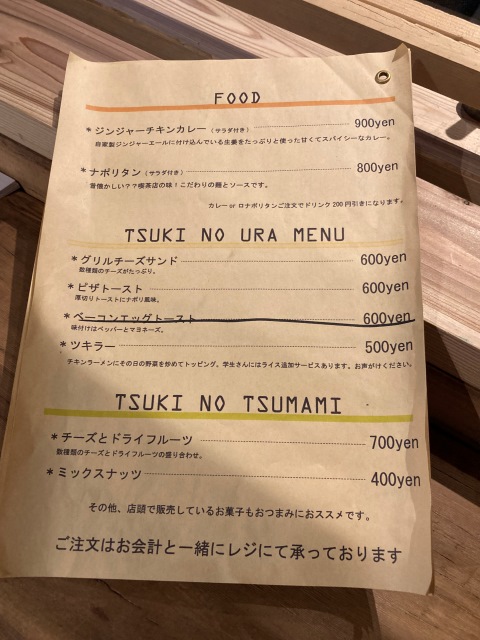 FOOD
*ジンジャーチキンカレー(サラダ付き) 900yen
自家製ジンジャーエールに付け込んでいる生姜をたっぷりと使った甘くてスパイシーなカレー。
*ナポリタン(サラダ付き) 800yen
昔懐かしい??喫茶店の味!こだわりの麺とソースです。
カレー or ロナポリタンご注文でドリンク200円引きになります。
TSUKI NO URA MENU
*グリルチーズサンド 600yen
数種類のチーズがたっぷり。
*ピザトースト 600yen
厚切りトーストにナポリ風味。
*ベーコンエッグトースト 600yen
味付けはペッパーとマヨネーズ。
*ツキラー 500yen
チキンラーメンにその日の野菜を炒めてトッピング。学生さんにはライス追加サービスあります。お声がけください。
TSUKI NO TSUMAMI
*チーズとドライフルーツ 700yen
数種類のチーズとドライフルーツの盛り合わせ。
*ミックスナッツ 400yen
その他、店頭で販売しているお菓子もおつまみにおススメです。
ご注文はお会計と一緒にレジにて承っております